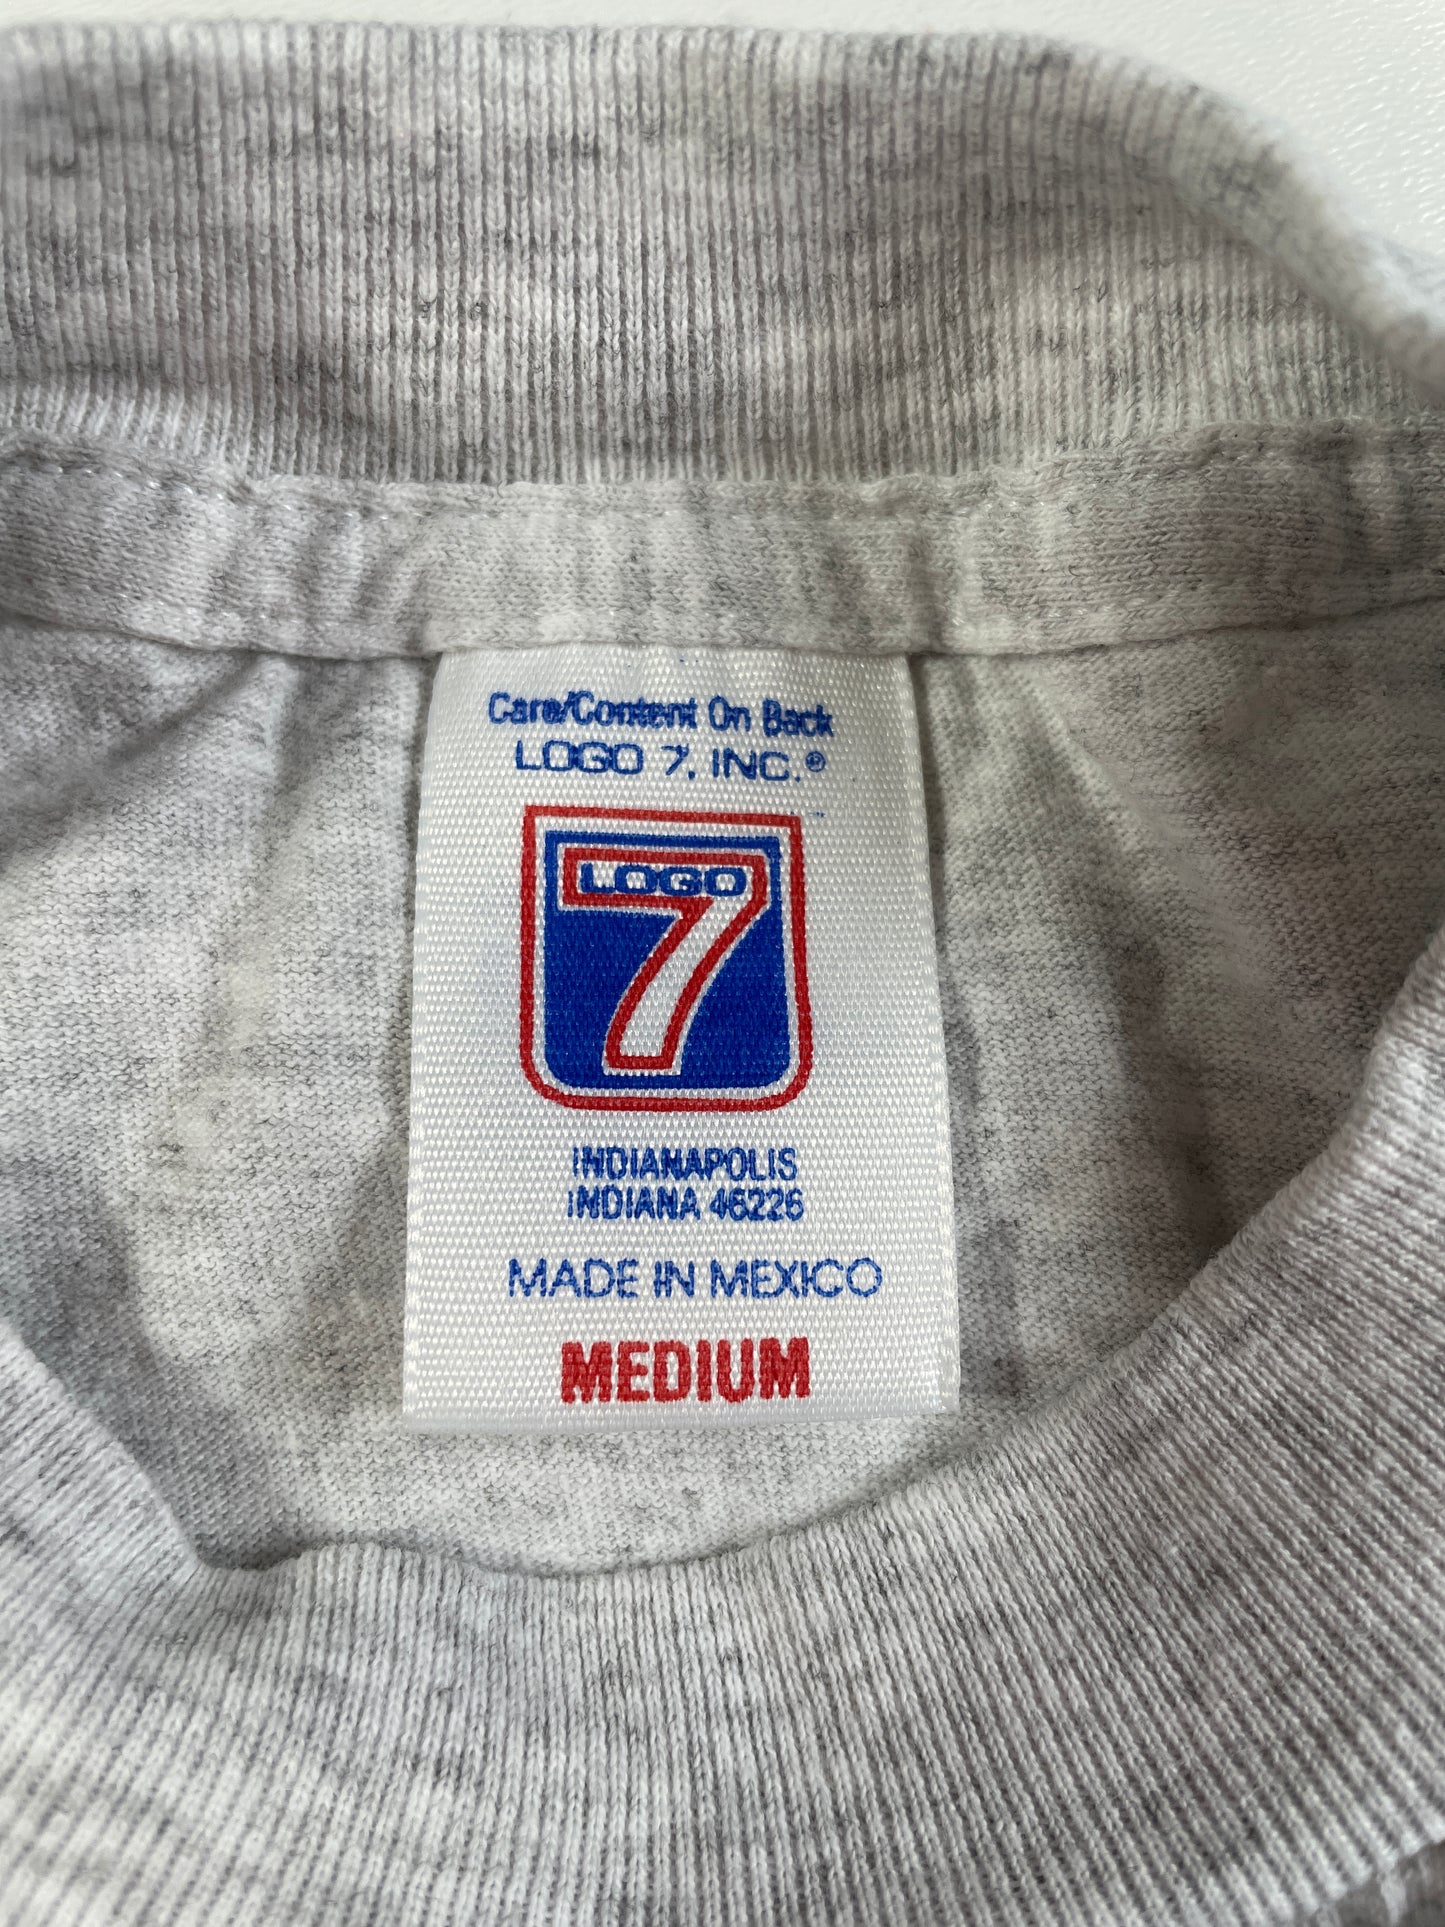 Care/Content On Back
LOGO 7, INC.®
LOGO
7
INDIANAPOLIS
INDIANA 46226
MADE IN MEXICO
MEDIUM